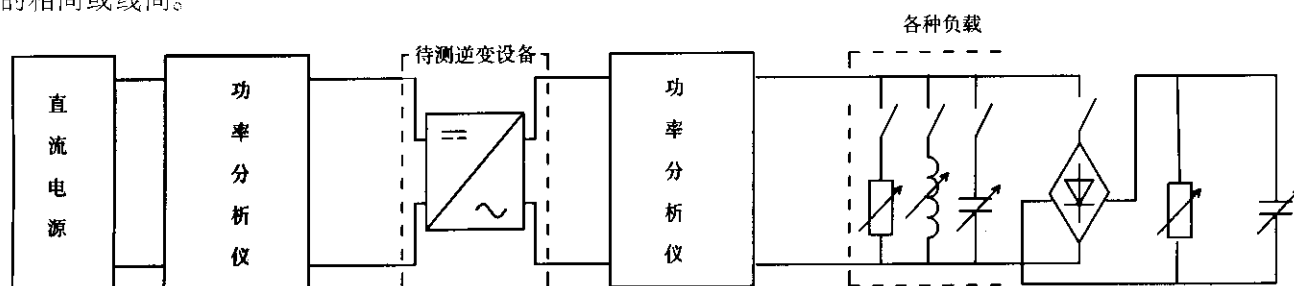 的相间或线间。
各种负载
待测逆变设备
直流电源
功率分析仪
功率分析仪